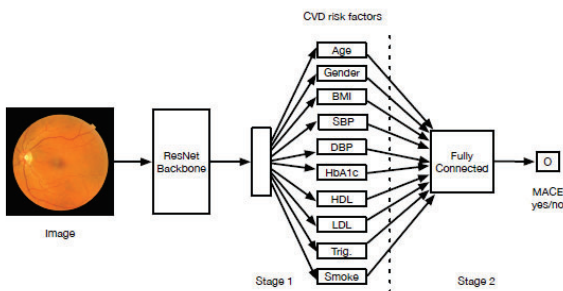 CVD risk factors
Age
Gender
BMI
SBP
DBP
HbA1c
HDL
LDL
Trig.
Smoke
ResNet
Backbone
Fully
Connected
O
MACE
yes/no
Image
Stage 1
Stage 2